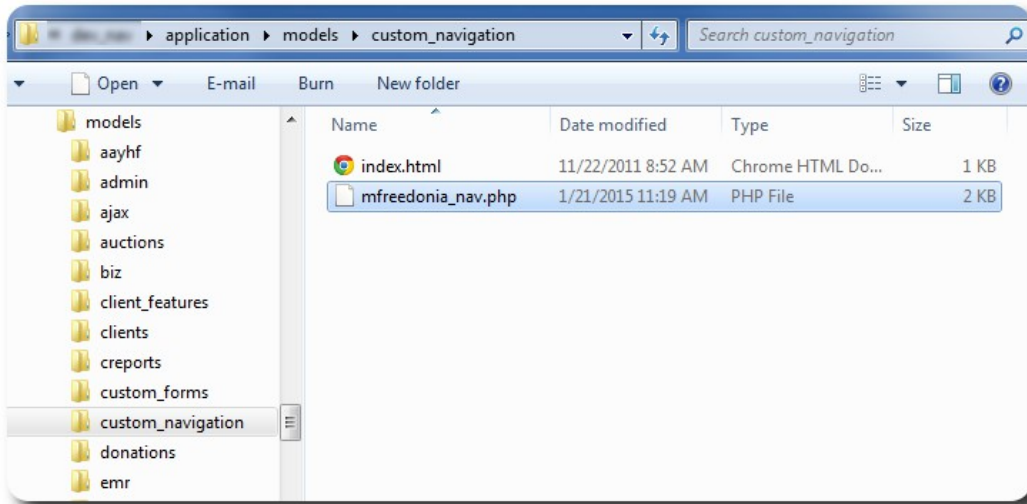 application ▸ models ▸ custom_navigation
Search custom_navigation
Open E-mail Burn New folder
models
aayhf
admin
ajax
auctions
biz
client_features
clients
creports
custom_forms
custom_navigation
donations
emr
Name Date modified Type Size
index.html 11/22/2011 8:52 AM Chrome HTML Do... 1 KB
mfreedonia_nav.php 1/21/2015 11:19 AM PHP File 2 KB